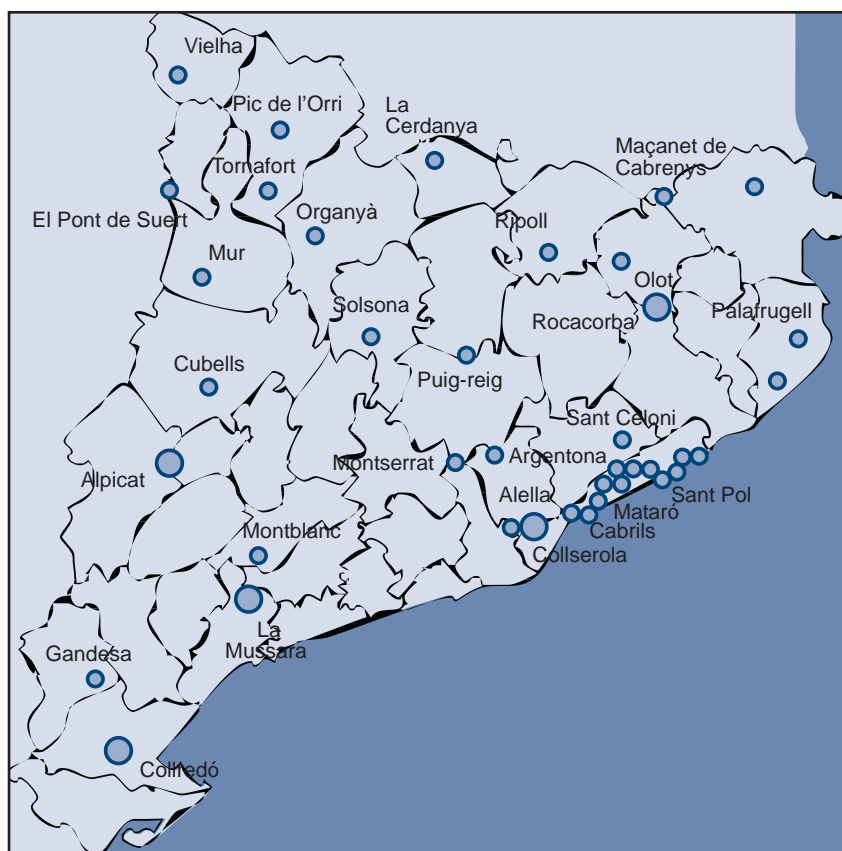 Vielha
Pic de l'Orri
La
Cerdanya
Maçanet de
Cabrenys
Tornafort
El Pont de Suert
Organyà
Ripoll
Mur
Olot
Solsona
Rocacorba
Palafrugell
Cubells
Puig-reig
Sant Celoni
Montserrat
Argentona
Alpicat
Alella
Sant Pol
Mataró
Montblanc
Cabrils
Collserola
La
Mussara
Gandesa
Collredó